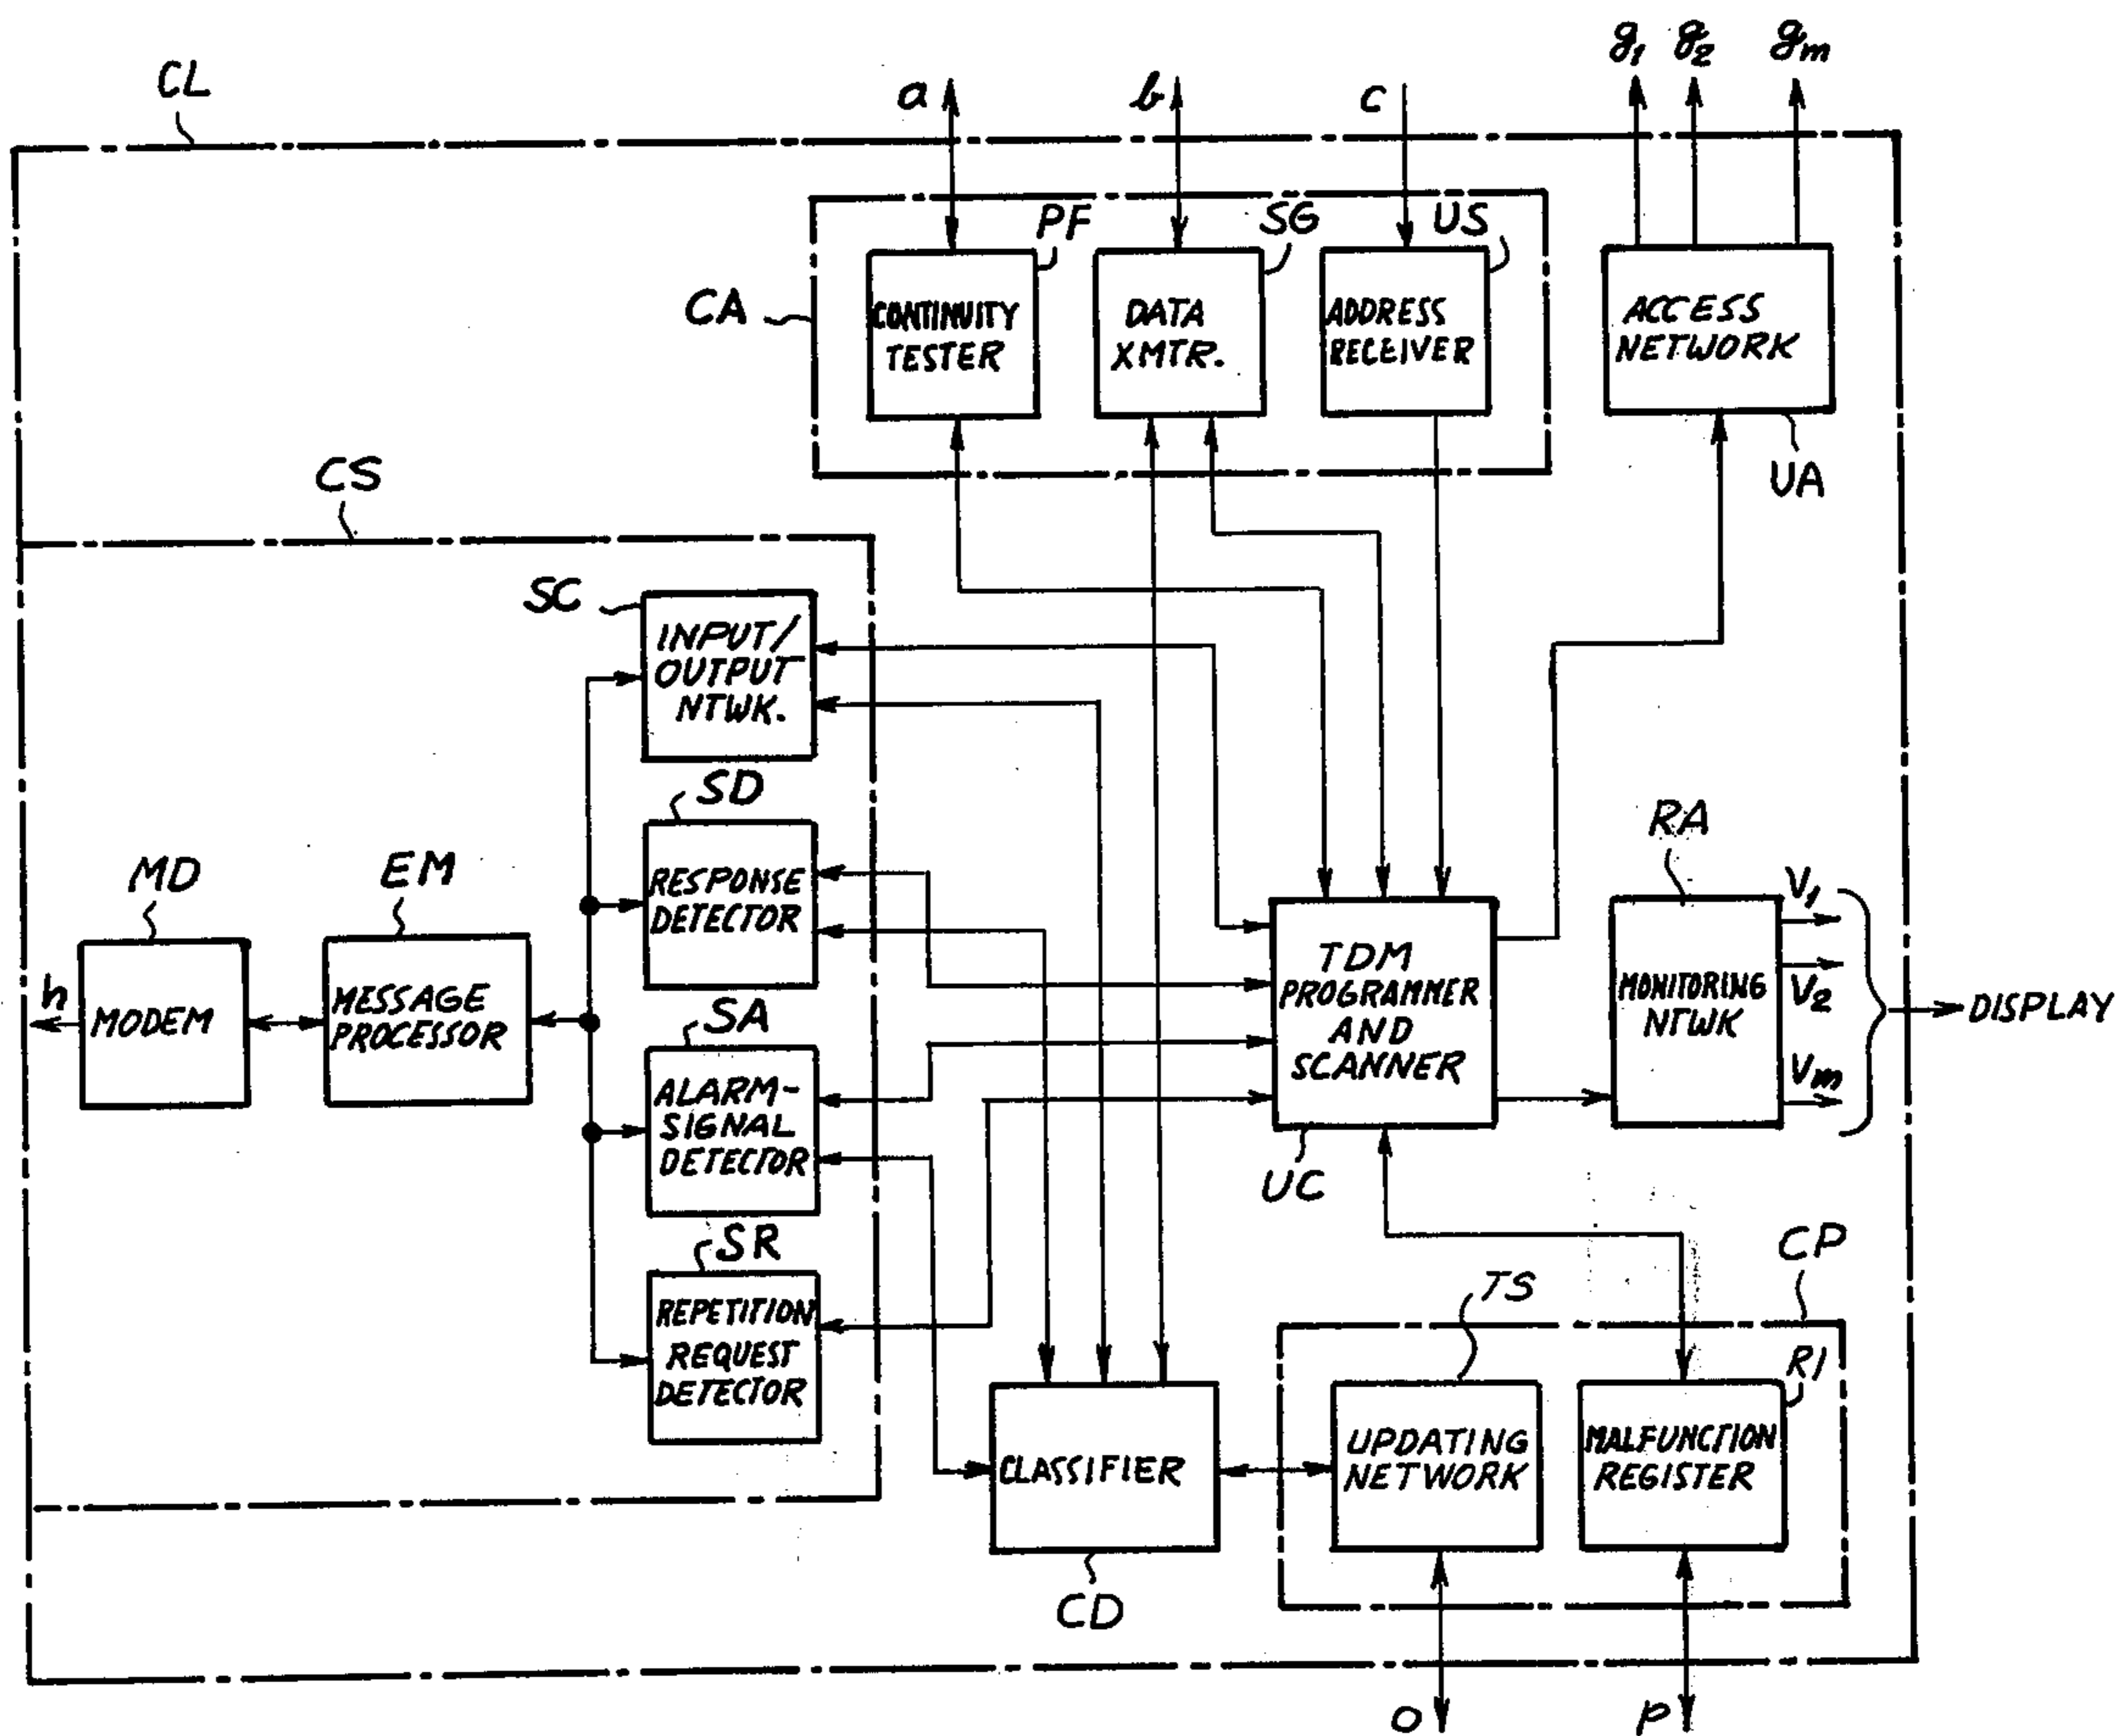 g1 g2 gm
CL
a
b
c
PF
SG
US
CA
CONTINUITY
TESTER
DATA
XMTR.
ADDRESS
RECEIVER
ACCESS
NETWORK
UA
CS
SC
INPUT/
OUTPUT
NTWK.
SD
RESPONSE
DETECTOR
MD
EM
h
MODEM
MESSAGE
PROCESSOR
SA
ALARM-
SIGNAL
DETECTOR
SR
REPETITION
REQUEST
DETECTOR
TDM
PROGRAMMER
AND
SCANNER
UC
RA
MONITORING
NTWK
V1
V2
Vm
DISPLAY
CP
TS
RI
CLASSIFIER
CD
UPDATING
NETWORK
MALFUNCTION
REGISTER
o
p